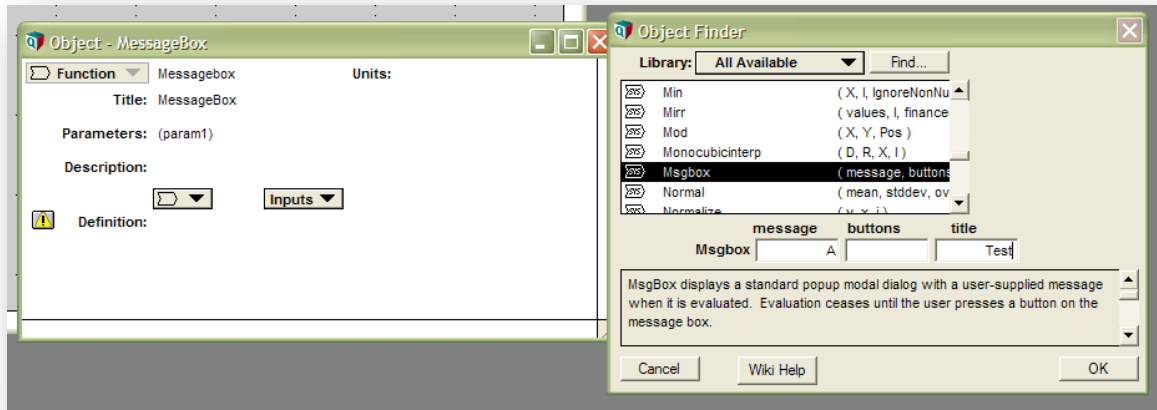 Object - MessageBox
Function Messagebox Units:
Title: MessageBox
Parameters: (param1)
Description:
Inputs
Definition:
Object Finder
Library: All Available Find...
Min ( X, I, IgnoreNonNu
Mirr ( values, I, finance
Mod ( X, Y, Pos )
Monocubicinterp ( D, R, X, I )
Msgbox ( message, buttons
Normal ( mean, stddev, ov
Normalize ( y, x, i )
message buttons title
Msgbox A Test
MsgBox displays a standard popup modal dialog with a user-supplied message
when it is evaluated. Evaluation ceases until the user presses a button on the
message box.
Cancel Wiki Help OK